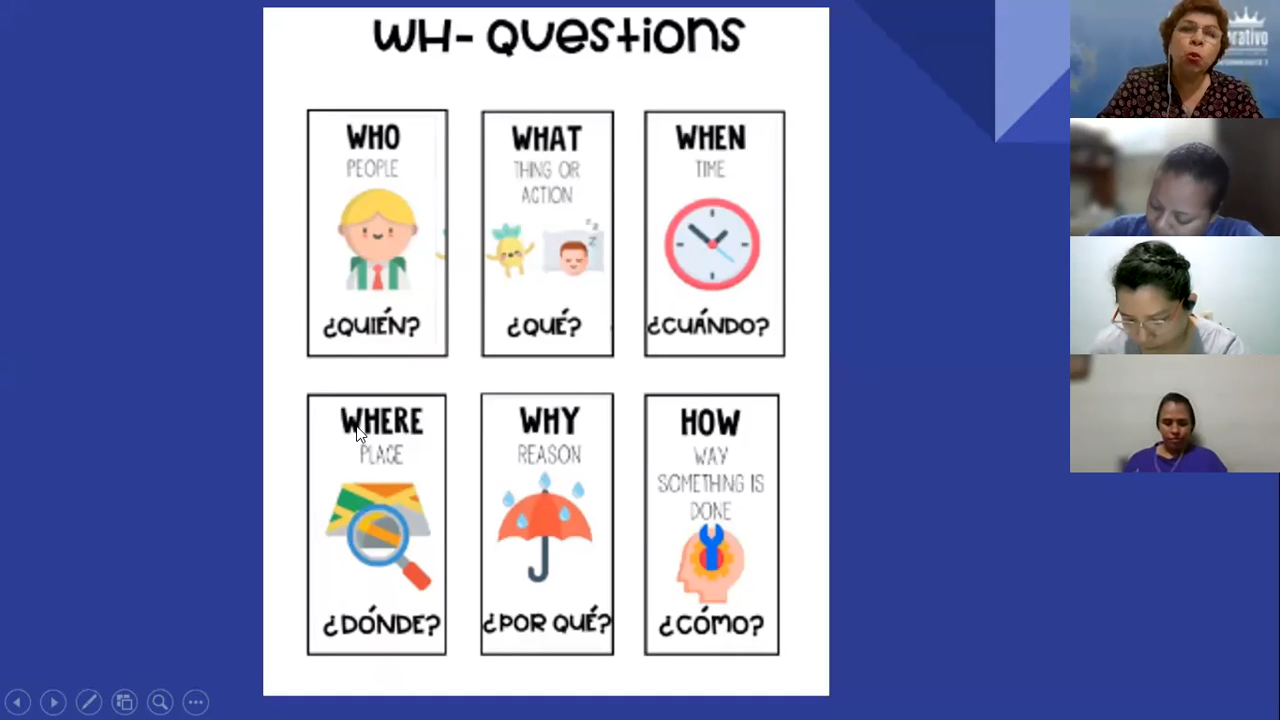 WH- QUESTIONS
WHO
PEOPLE
¿QUIÉN?
WHAT
THING OR
ACTION
zz
z
¿QUÉ?
WHEN
TIME
¿CUÁNDO?
WHERE
PLACE
¿DÓNDE?
WHY
REASON
¿POR QUÉ?
HOW
WAY
SOMETHING IS
DONE
¿CÓMO?